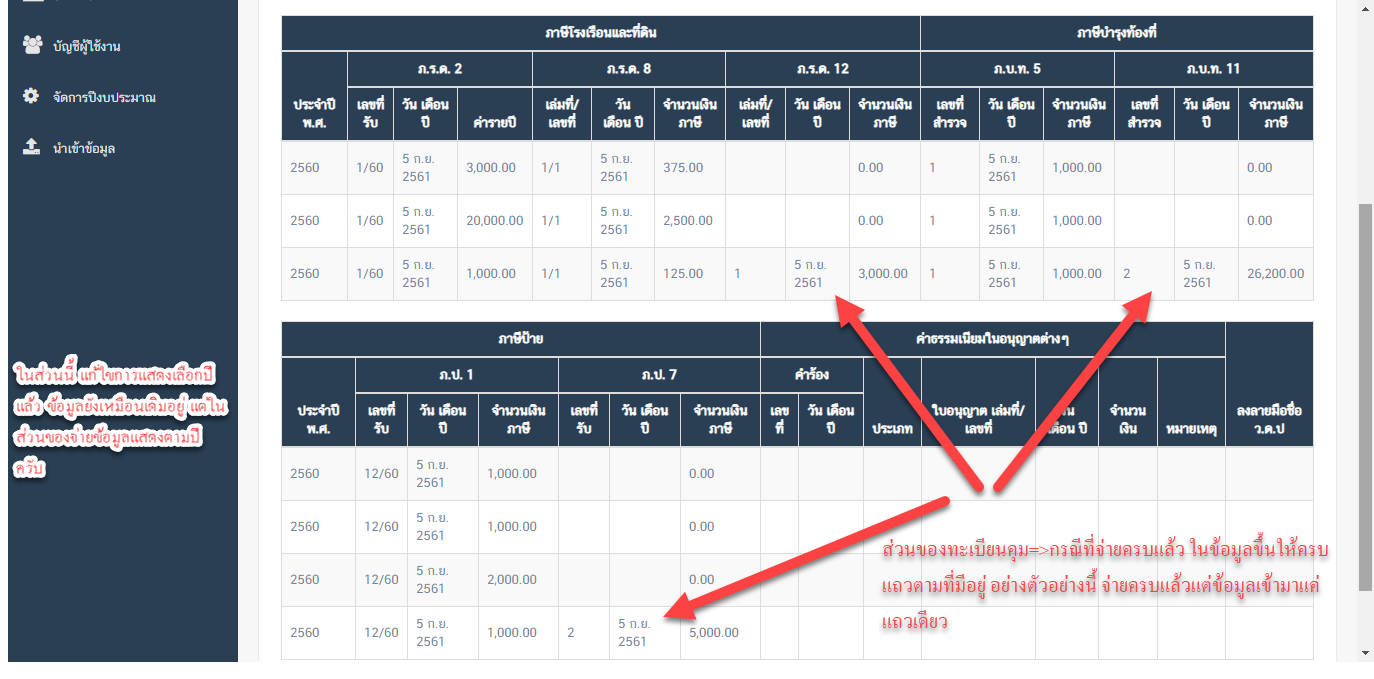 บัญชีผู้ใช้งาน
จัดการปีงบประมาณ
นำเข้าข้อมูล
ในส่วนนี้ แก้ไขการแสดงเลือกปี
แล้ว ข้อมูลยังเหมือนเดิมอยู่ แต่ใน
ส่วนของจ่ายข้อมูลแสดงตามปี
ครับ
ภาษีโรงเรือนและที่ดิน ภาษีบำรุงท้องที่
ภ.ร.ด. 2 ภ.ร.ด. 8 ภ.ร.ด. 12 ภ.บ.ท. 5 ภ.บ.ท. 11
ประจำปี เลขที่ วัน เดือน เล่มที่/ วัน จำนวนเงิน เล่มที่/ วัน เดือน จำนวนเงิน เลขที่ วัน เดือน จำนวนเงิน เลขที่ วัน เดือน จำนวนเงิน
พ.ศ. รับ ปี ค่ารายปี เลขที่ เดือน ปี ภาษี เลขที่ ปี ภาษี สำรวจ ปี ภาษี สำรวจ ปี ภาษี
2560 1/60 5 ก.ย. 2561 3,000.00 1/1 5 ก.ย. 2561 375.00 0.00 1 5 ก.ย. 2561 1,000.00 0.00
2560 1/60 5 ก.ย. 2561 20,000.00 1/1 5 ก.ย. 2561 2,500.00 0.00 1 5 ก.ย. 2561 1,000.00 0.00
2560 1/60 5 ก.ย. 2561 1,000.00 1/1 5 ก.ย. 2561 125.00 1 5 ก.ย. 2561 3,000.00 1 5 ก.ย. 2561 1,000.00 2 5 ก.ย. 2561 26,200.00
ภาษีป้าย ค่าธรรมเนียมใบอนุญาตต่างๆ
ภ.ป. 1 ภ.ป. 7 คำร้อง
ประจำปี เลขที่ วัน เดือน จำนวนเงิน เลขที่ วัน เดือน จำนวนเงิน เลข วัน เดือน ใบอนุญาต เล่มที่/ จำนวน ลงลายมือชื่อ
พ.ศ. รับ ปี ภาษี รับ ปี ภาษี ที่ ปี ประเภท เลขที่ เดือน ปี เงิน หมายเหตุ ว.ด.ป
2560 12/60 5 ก.ย. 2561 1,000.00 0.00
2560 12/60 5 ก.ย. 2561 1,000.00 0.00
2560 12/60 5 ก.ย. 2561 2,000.00 0.00
2560 12/60 5 ก.ย. 2561 1,000.00 2 5 ก.ย. 2561 5,000.00
ส่วนของทะเบียนคุม=>กรณีที่จ่ายครบแล้ว ในข้อมูลขึ้นให้ครบ
แถวตามที่มีอยู่ อย่างตัวอย่างนี้ จ่ายครบแล้วแต่ข้อมูลเข้ามาแค่
แถวเดียว